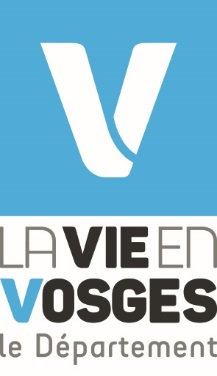 V
LA VIE EN
VOSGES
le Département